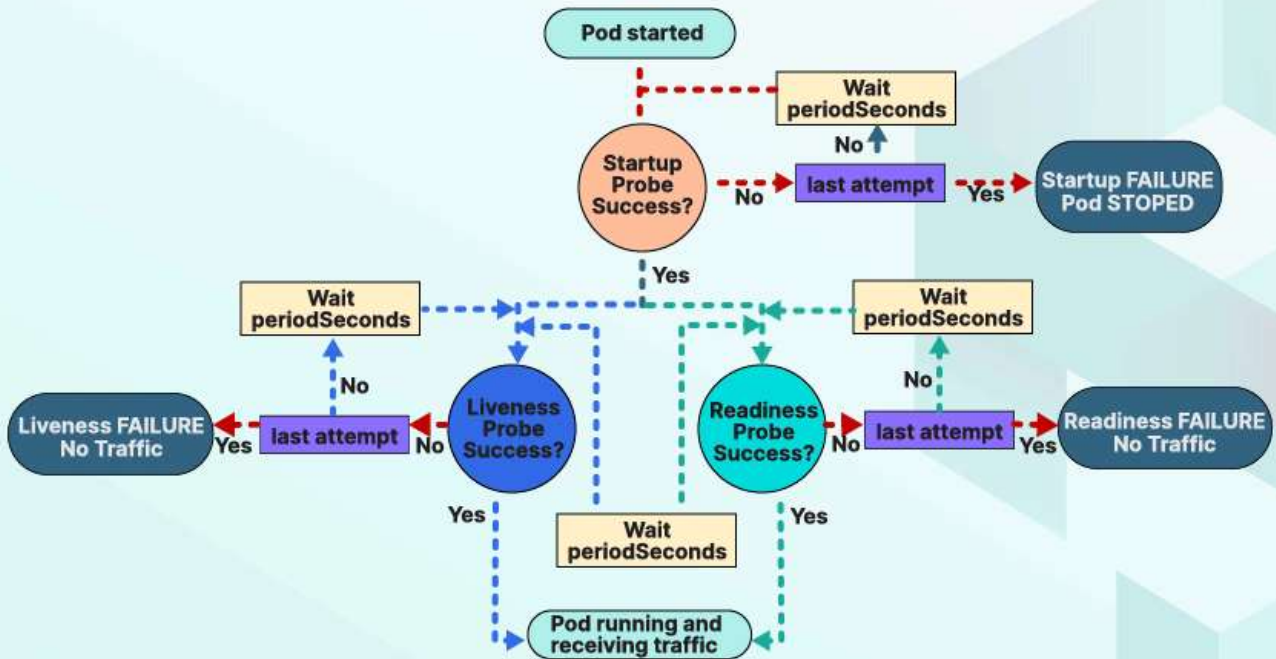 Pod started
Wait
periodSeconds
No
Startup
Probe
Success?
No
last attempt
Yes
Startup FAILURE
Pod STOPED
Yes
Wait
periodSeconds
Wait
periodSeconds
No
No
Liveness FAILURE
No Traffic
Yes
last attempt
No
Liveness
Probe
Success?
Readiness
Probe
Success?
No
last attempt
Yes
Readiness FAILURE
No Traffic
Yes
Wait
periodSeconds
Yes
Pod running and
receiving traffic